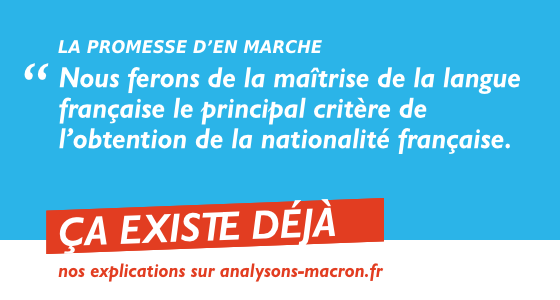 LA PROMESSE D’EN MARCHE
“ Nous ferons de la maîtrise de la langue
française le principal critère de
l’obtention de la nationalité française.
ÇA EXISTE DÉJÀ
nos explications sur analysons-macron.fr